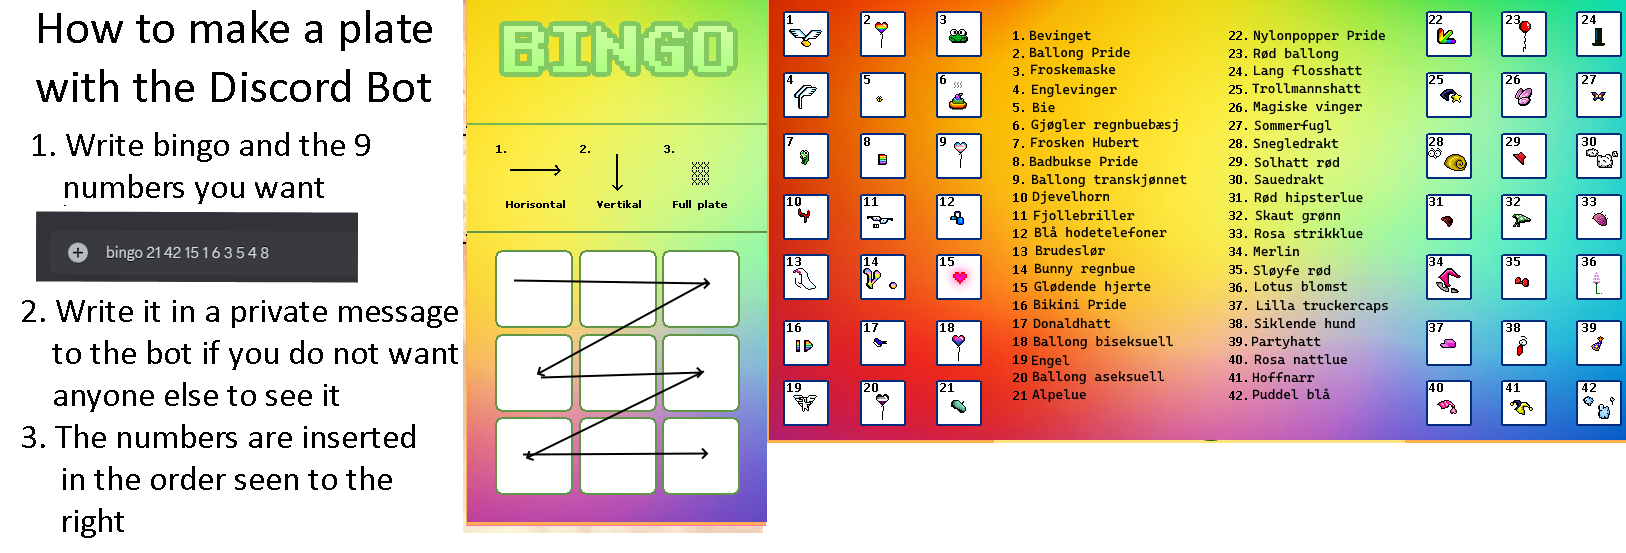 How to make a plate
with the Discord Bot
1. Write bingo and the 9
numbers you want
bingo 21 42 15 1 6 3 5 4 8
2. Write it in a private message
to the bot if you do not want
anyone else to see it
3. The numbers are inserted
in the order seen to the
right
BINGO
1. 2. 3.
Horisontal Vertikal Full plate
1 2 3
4 5 6
7 8 9
10 11 12
13 14 15
16 17 18
19 20 21
1. Bevinget
2. Ballong Pride
3. Froskemaske
4. Englevinger
5. Bie
6. Gjøgler regnbuebæsj
7. Frosken Hubert
8. Badbukse Pride
9. Ballong transkjønnet
10 Djevelhorn
11 Fjollebriller
12 Blå hodetelefoner
13 Brudeslør
14 Bunny regnbue
15 Glødende hjerte
16 Bikini Pride
17 Donaldhatt
18 Ballong biseksuell
19 Engel
20 Ballong aseksuell
21 Alpelue
22. Nylonpopper Pride
23. Rød ballong
24. Lang flosshatt
25. Trollmannshatt
26. Magiske vinger
27. Sommerfugl
28. Snegledrakt
29. Solhatt rød
30. Sauedrakt
31. Rød hipsterlue
32. Skaut grønn
33. Rosa strikklue
34. Merlin
35. Sløyfe rød
36. Lotus blomst
37. Lilla truckercaps
38. Siklende hund
39. Partyhatt
40. Rosa nattlue
41. Hoffnarr
42. Puddel blå
22 23 24
25 26 27
28 29 30
31 32 33
34 35 36
37 38 39
40 41 42